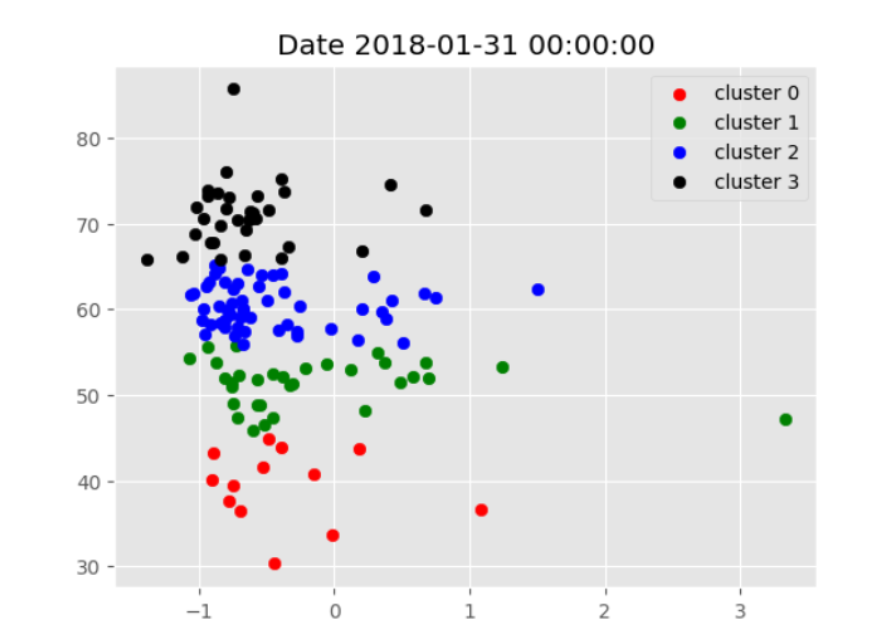 Date 2018-01-31 00:00:00
cluster 0
cluster 1
cluster 2
cluster 3
80
70
60
50
40
30
−1 0 1 2 3